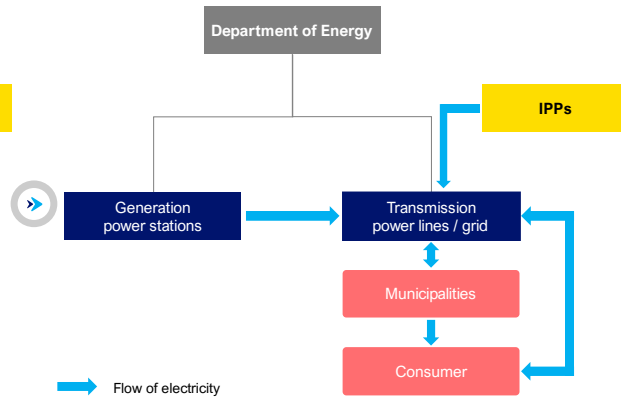 Department of Energy
IPPs
Generation
power stations
Transmission
power lines / grid
Municipalities
Consumer
Flow of electricity